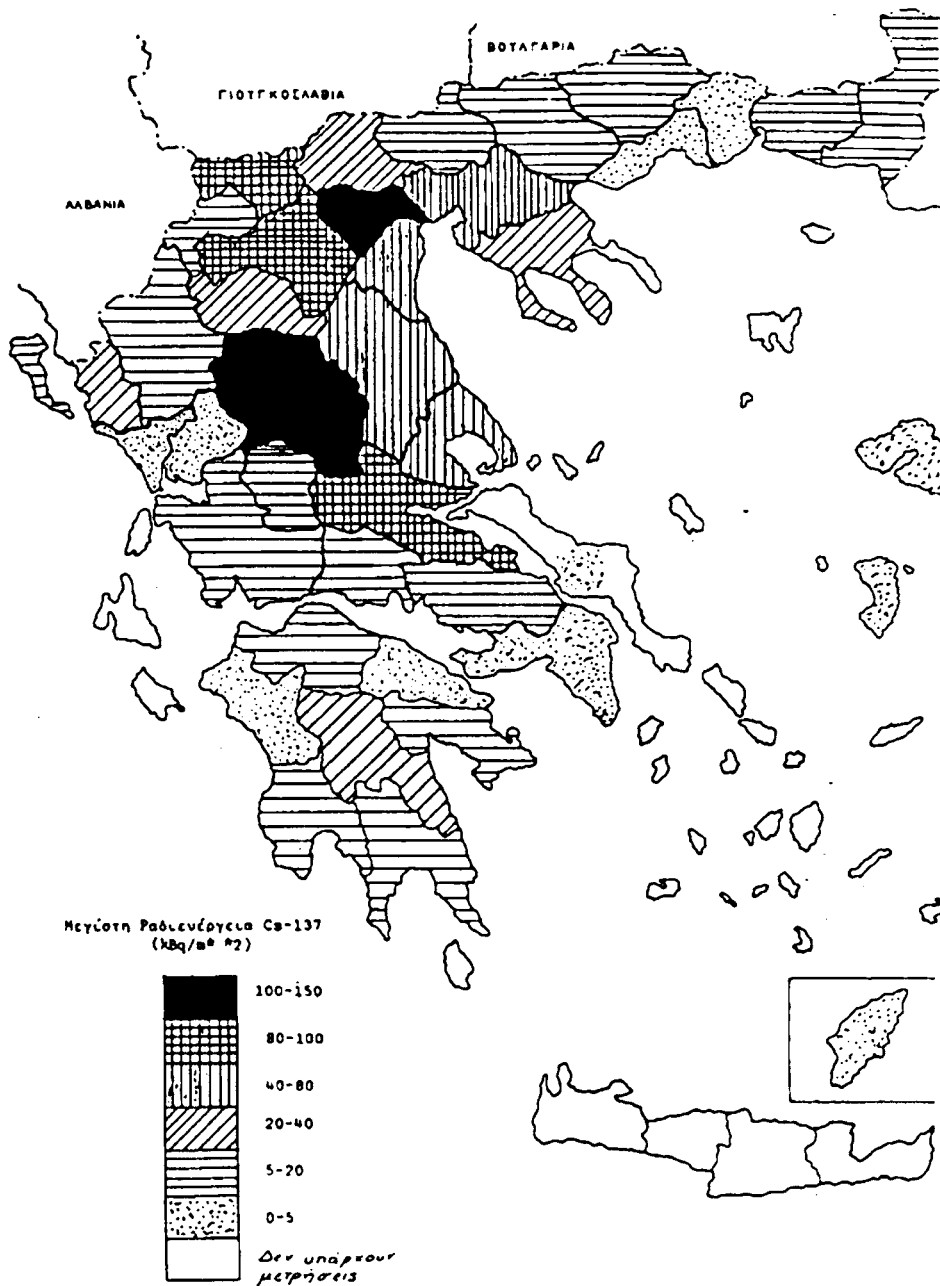 ΒΟΥΛΓΑΡΙΑ
ΓΙΟΥΓΚΟΣΛΑΒΙΑ
ΑΛΒΑΝΙΑ
Μεγίστη Ραδιενέργεια Cs-137
(kBq/m* *2)
100-150
80-100
40-80
20-40
5-20
0-5
Δεν υπάρχουν
μετρήσεις